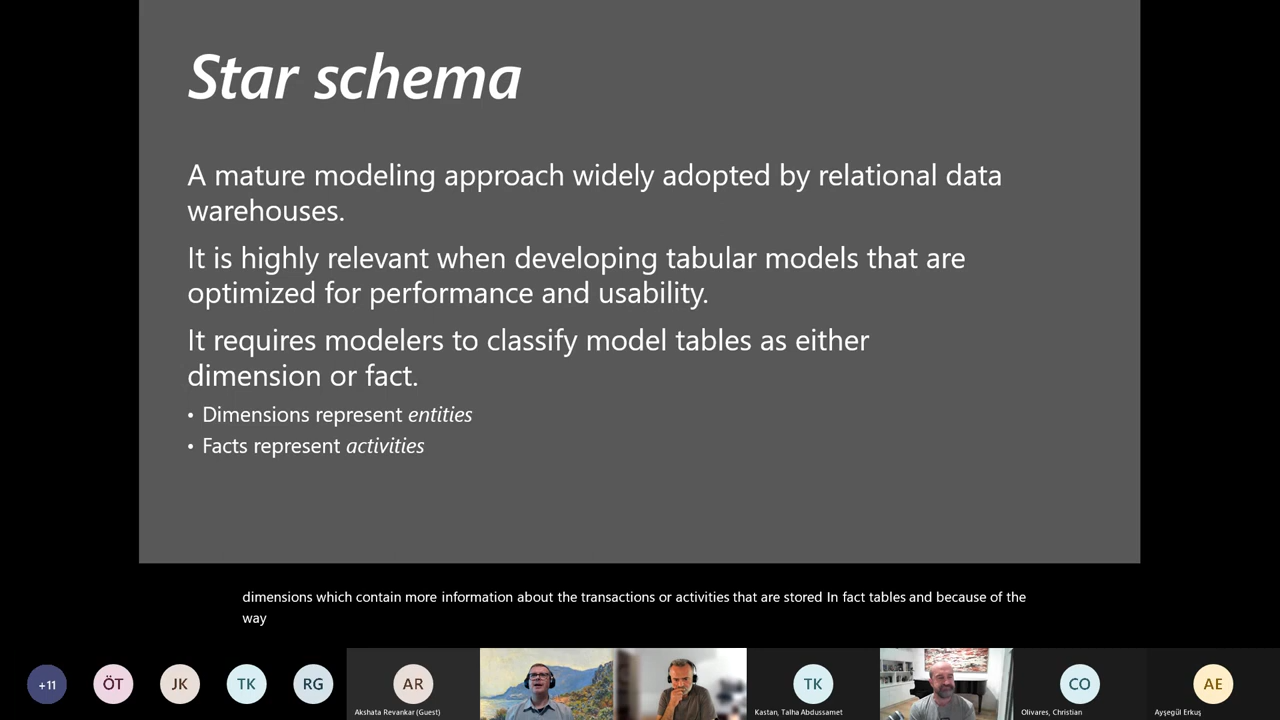 Star schema
A mature modeling approach widely adopted by relational data
warehouses.
It is highly relevant when developing tabular models that are
optimized for performance and usability.
It requires modelers to classify model tables as either
dimension or fact.
• Dimensions represent entities
• Facts represent activities
dimensions which contain more information about the transactions or activities that are stored In fact tables and because of the
way
+11
ÖT
JK
TK
RG
AR
Akshata Revankar (Guest)
TK
Kastan, Talha Abdussamet
CO
Olivares, Christian
AE
Ayşegül Erkuş